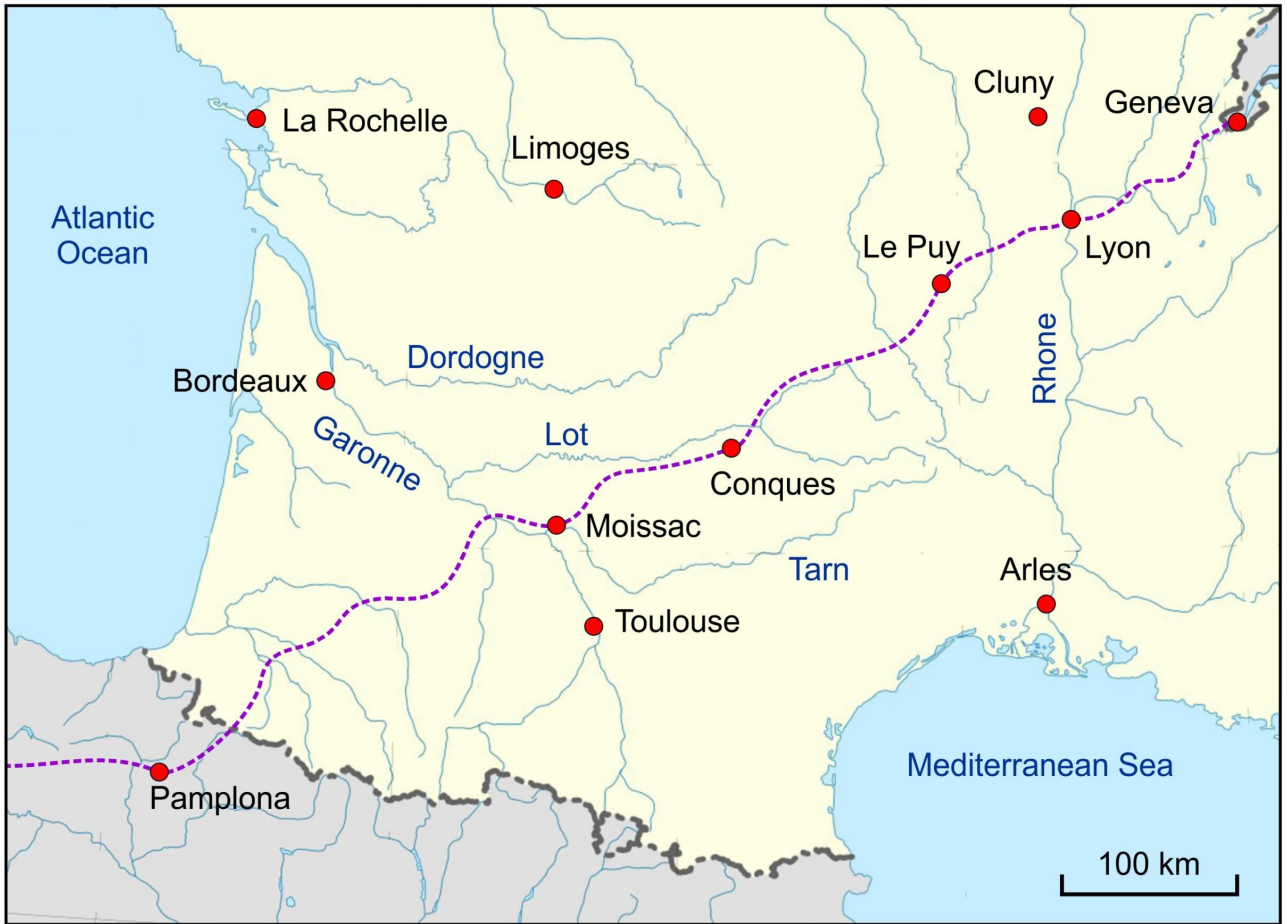 Cluny
Geneva
La Rochelle
Limoges
Atlantic
Ocean
Le Puy
Lyon
Rhone
Dordogne
Bordeaux
Garonne
Lot
Conques
Moissac
Tarn
Arles
Toulouse
Mediterranean Sea
Pamplona
100 km